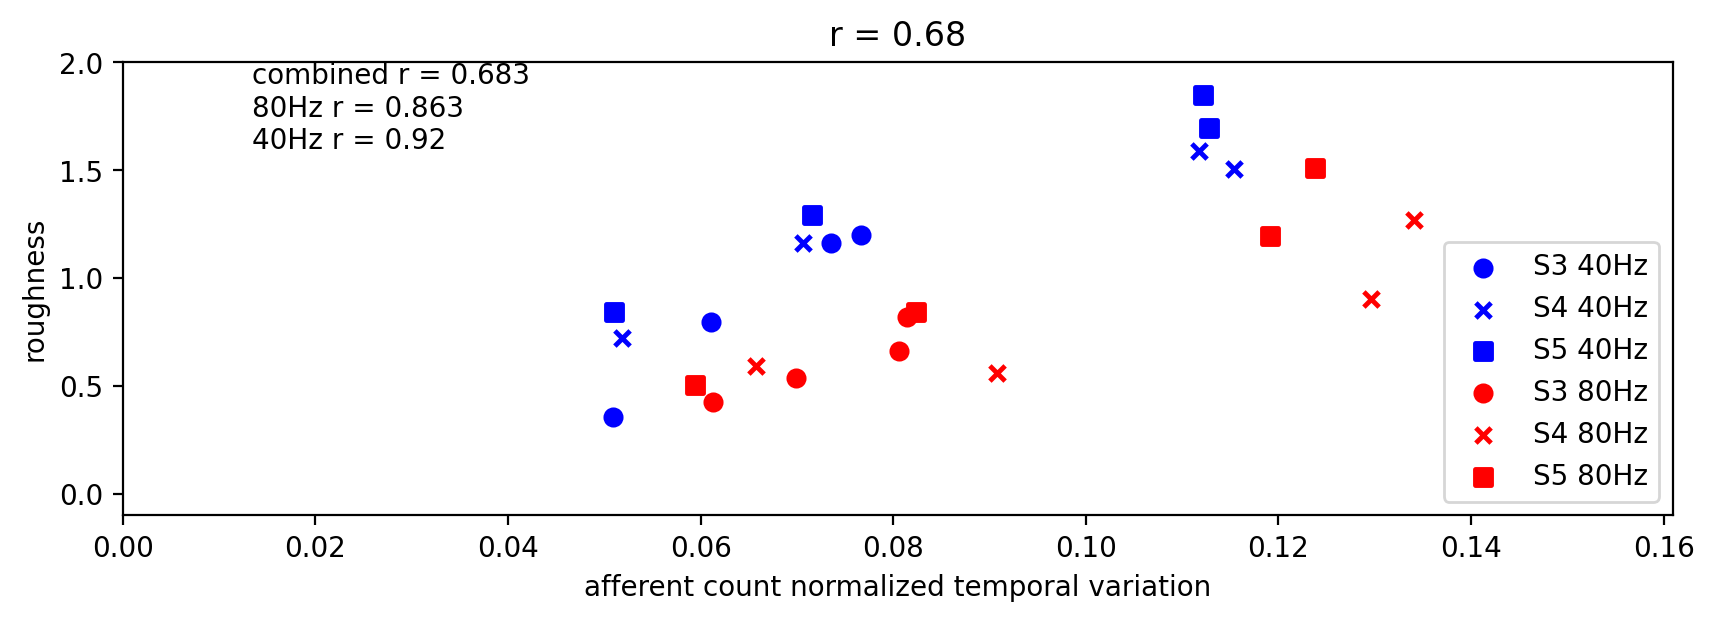 r = 0.68
combined r = 0.683
80Hz r = 0.863
40Hz r = 0.92
2.0
1.5
1.0
0.5
0.0
roughness
S3 40Hz
S4 40Hz
S5 40Hz
S3 80Hz
S4 80Hz
S5 80Hz
0.00 0.02 0.04 0.06 0.08 0.10 0.12 0.14 0.16
afferent count normalized temporal variation